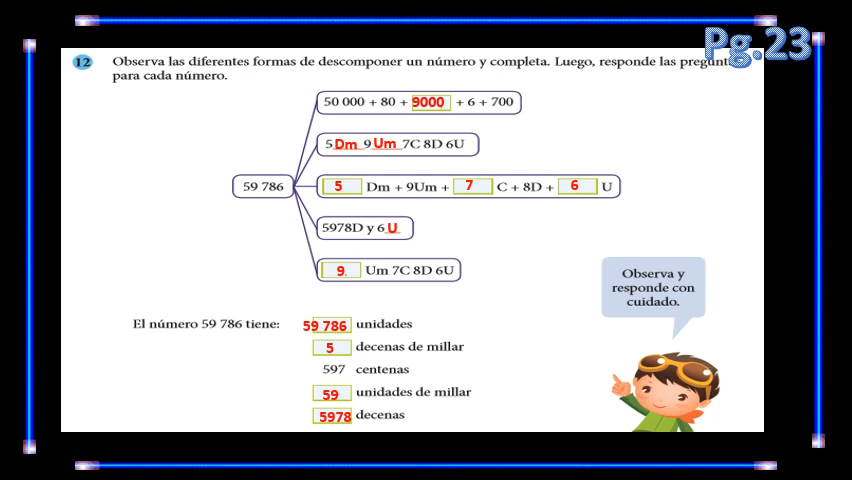 Pg.23
12 Observa las diferentes formas de descomponer un número y completa. Luego, responde las
para cada número.
50 000 + 80 + 9000 + 6 + 700
5 Dm 9 Um 7C 8D 6U
59 786
5 Dm + 9Um + 7 C + 8D + 6 U
5978D y 6 U
9 Um 7C 8D 6U
Observa y
responde con
cuidado.
El número 59 786 tiene: 59 786 unidades
5 decenas de millar
597 centenas
59 unidades de millar
5978 decenas